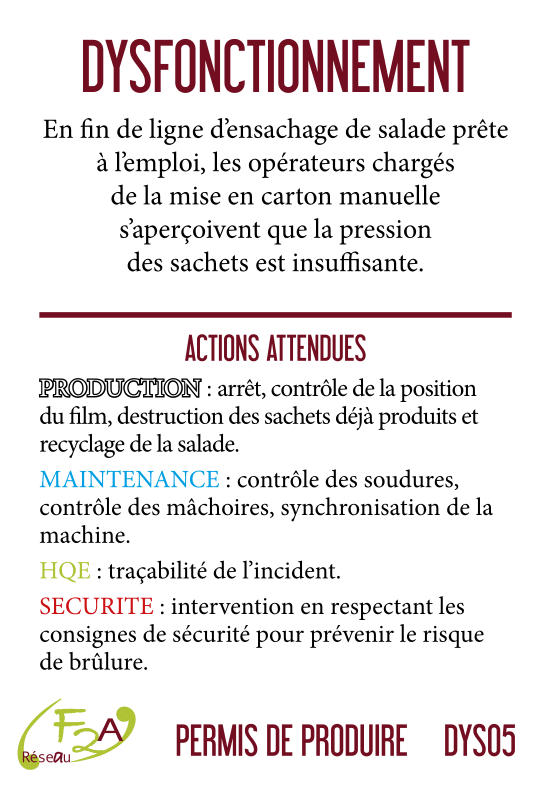 DYSFONCTIONNEMENT
En fin de ligne d’ensachage de salade prête
à l’emploi, les opérateurs chargés
de la mise en carton manuelle
s’aperçoivent que la pression
des sachets est insuffisante.
ACTIONS ATTENDUES
PRODUCTION : arrêt, contrôle de la position
du film, destruction des sachets déjà produits et
recyclage de la salade.
MAINTENANCE : contrôle des soudures,
contrôle des mâchoires, synchronisation de la
machine.
HQE : traçabilité de l’incident.
SECURITE : intervention en respectant les
consignes de sécurité pour prévenir le risque
de brûlure.
F2A
Réseau
PERMIS DE PRODUIRE DYS05